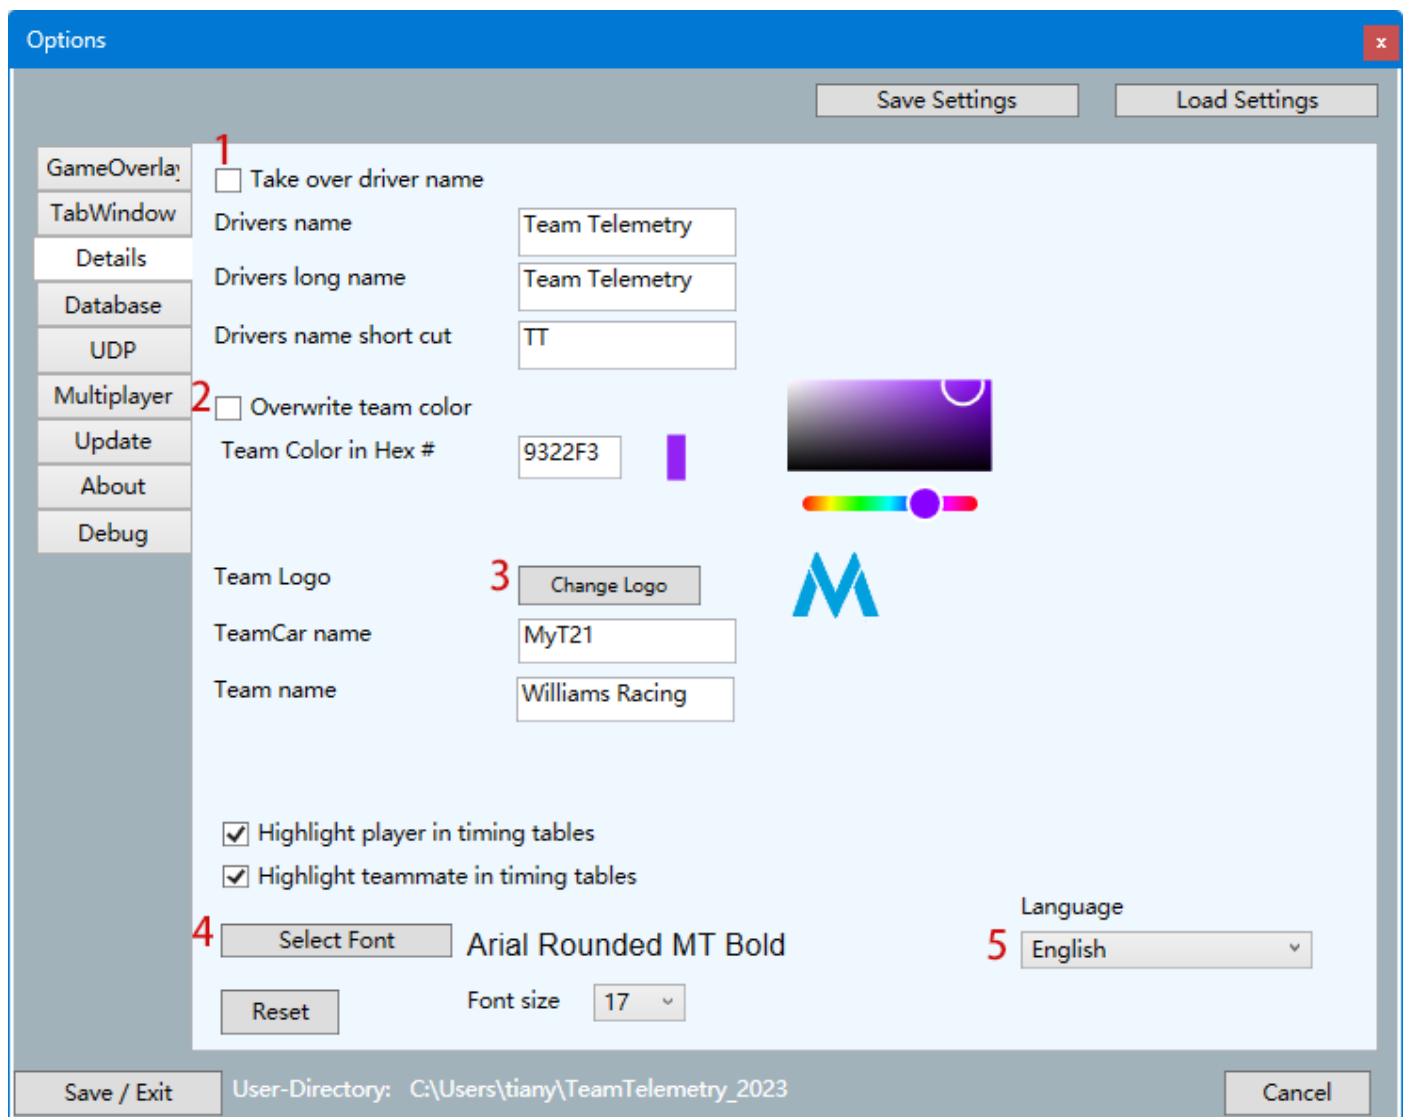 Options
x
Save Settings
Load Settings
GameOverlay
TabWindow
Details
Database
UDP
Multiplayer
Update
About
Debug
1
Take over driver name
Drivers name
Team Telemetry
Drivers long name
Team Telemetry
Drivers name short cut
TT
2
Overwrite team color
Team Color in Hex #
9322F3
Team Logo
3
Change Logo
TeamCar name
MyT21
Team name
Williams Racing
Highlight player in timing tables
Highlight teammate in timing tables
4
Select Font
Arial Rounded MT Bold
Language
5
English
Reset
Font size
17
Save / Exit
User-Directory: C:\Users\tiany\TeamTelemetry_2023
Cancel